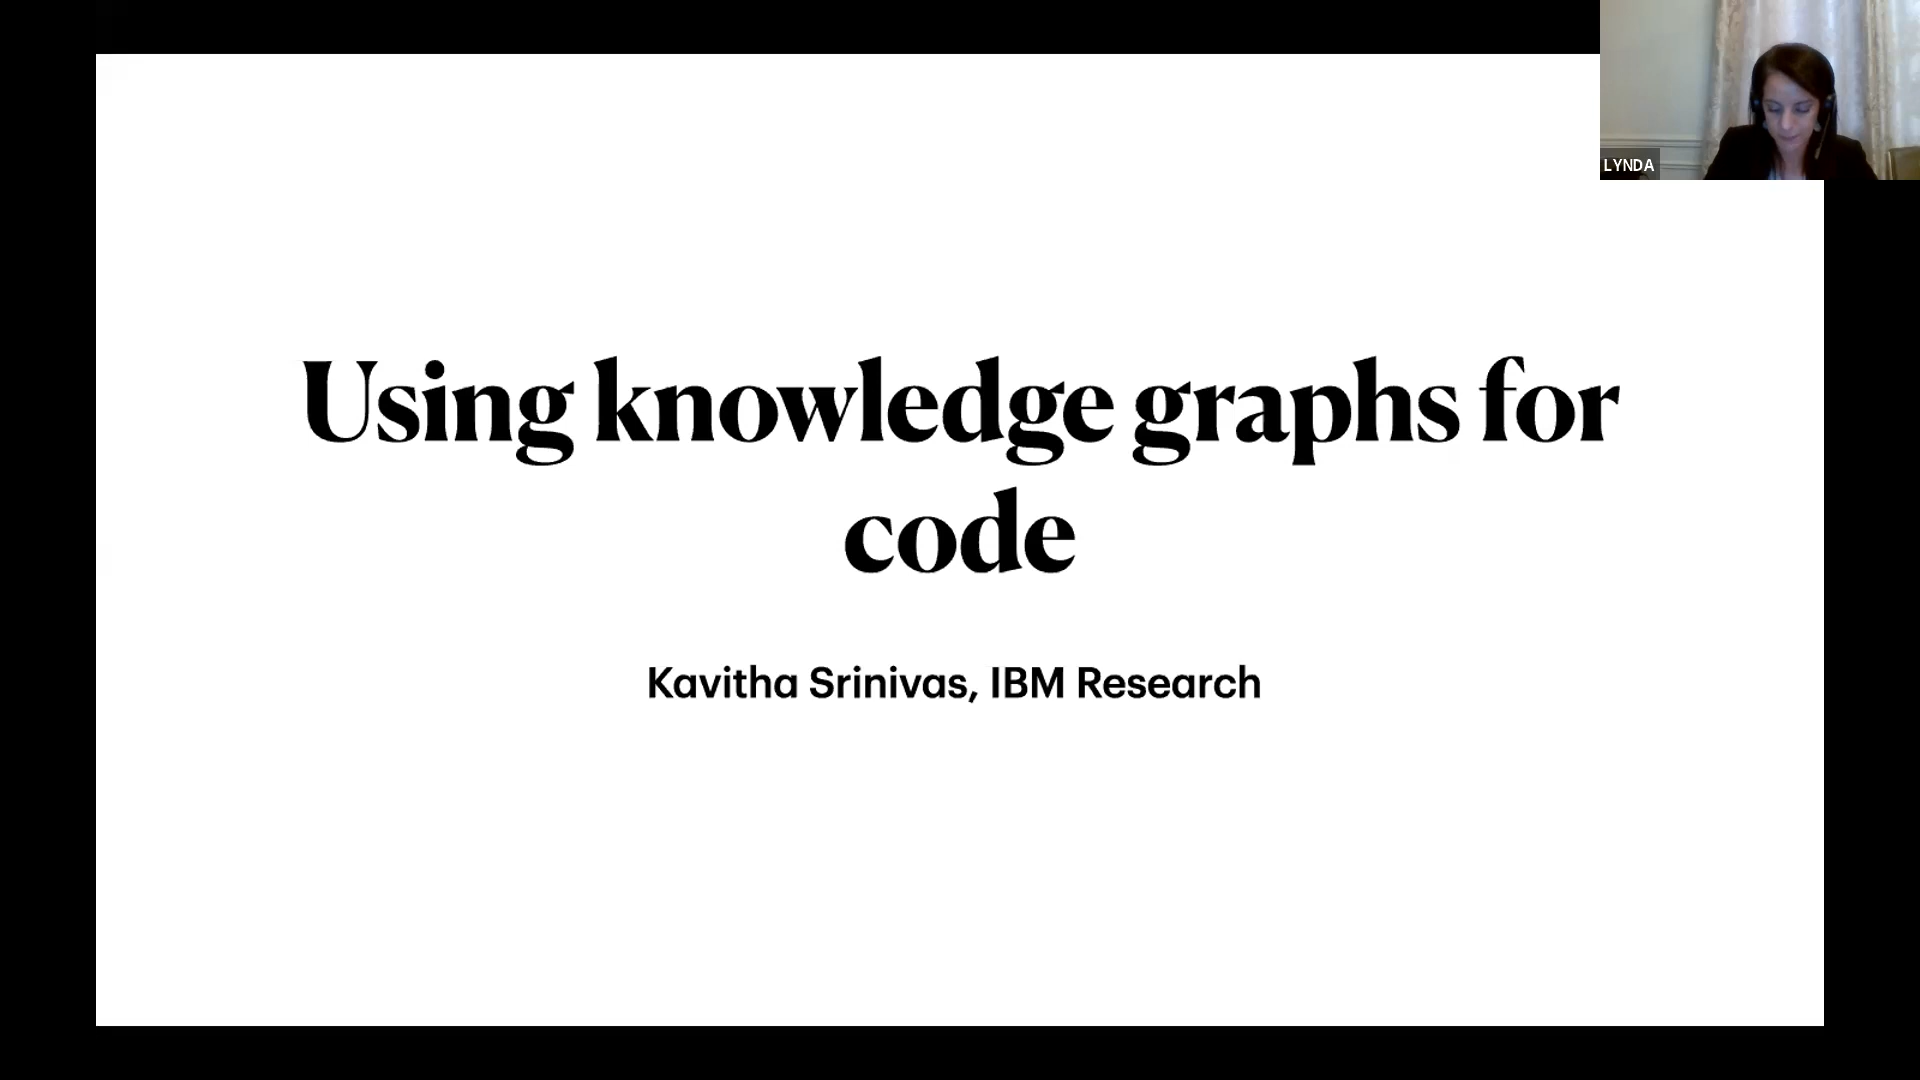 LYNDA
Using knowledge graphs for
code
Kavitha Srinivas, IBM Research